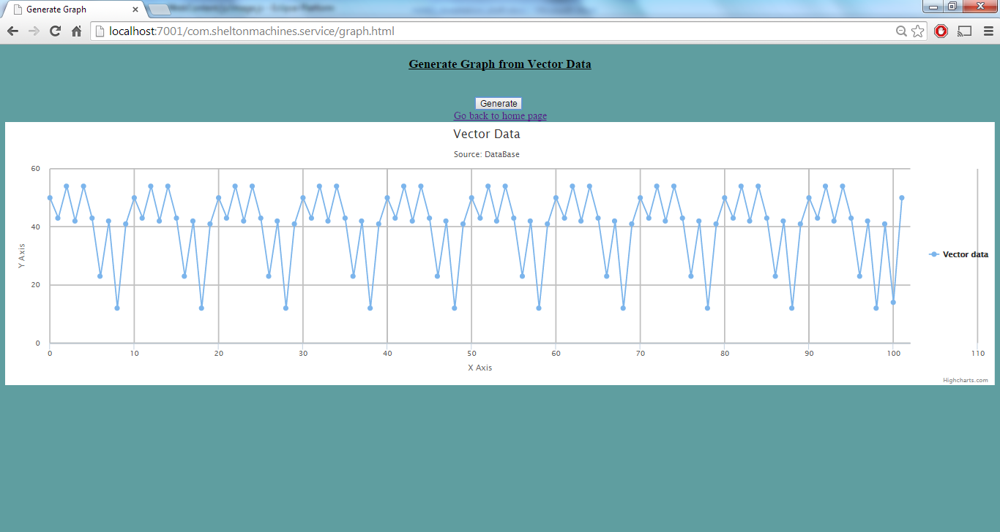 Generate Graph
localhost:7001/com.sheltonmachines.service/graph.html
Generate Graph from Vector Data
Generate
Go back to home page
Vector Data
Source: DataBase
60
40
20
0
Y Axis
0 10 20 30 40 50 60 70 80 90 100 110
X Axis
Vector data
Highcharts.com